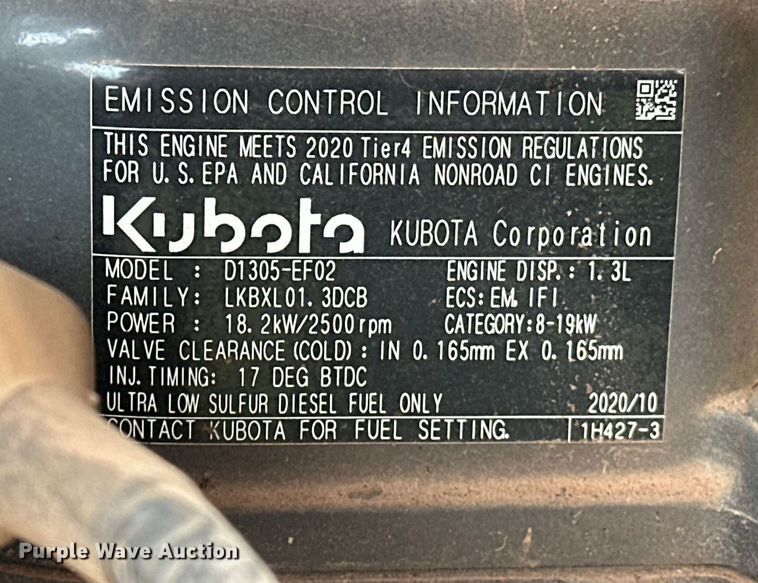 EMISSION CONTROL INFORMATION
THIS ENGINE MEETS 2020 Tier4 EMISSION REGULATIONS
FOR U.S. EPA AND CALIFORNIA NONROAD CI ENGINES.
Kubota KUBOTA Corporation
MODEL : D1305-EF02 ENGINE DISP.: 1.3L
FAMILY: LKBXL01.3DCB ECS: EM, IFI
POWER : 18.2kW/2500rpm CATEGORY:8-19kW
VALVE CLEARANCE (COLD) : IN 0.165mm EX 0.165mm
INJ. TIMING: 17 DEG BTDC
ULTRA LOW SULFUR DIESEL FUEL ONLY 2020/10
CONTACT KUBOTA FOR FUEL SETTING. 1H427-3
Purple Wave Auction